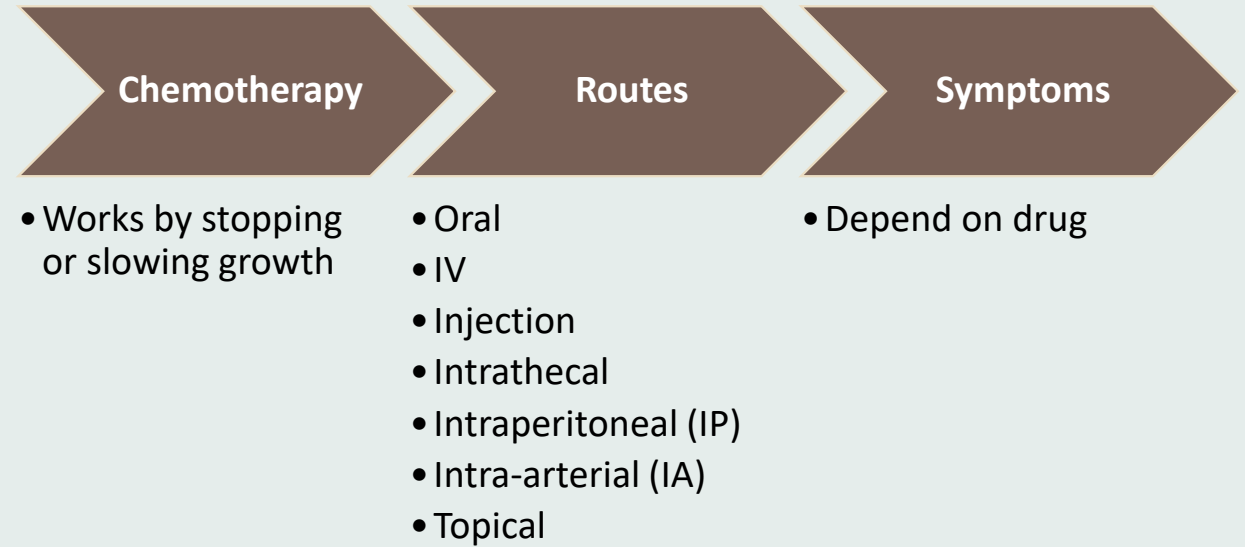 Chemotherapy
• Works by stopping
or slowing growth
Routes
• Oral
• IV
• Injection
• Intrathecal
• Intraperitoneal (IP)
• Intra-arterial (IA)
• Topical
Symptoms
• Depend on drug